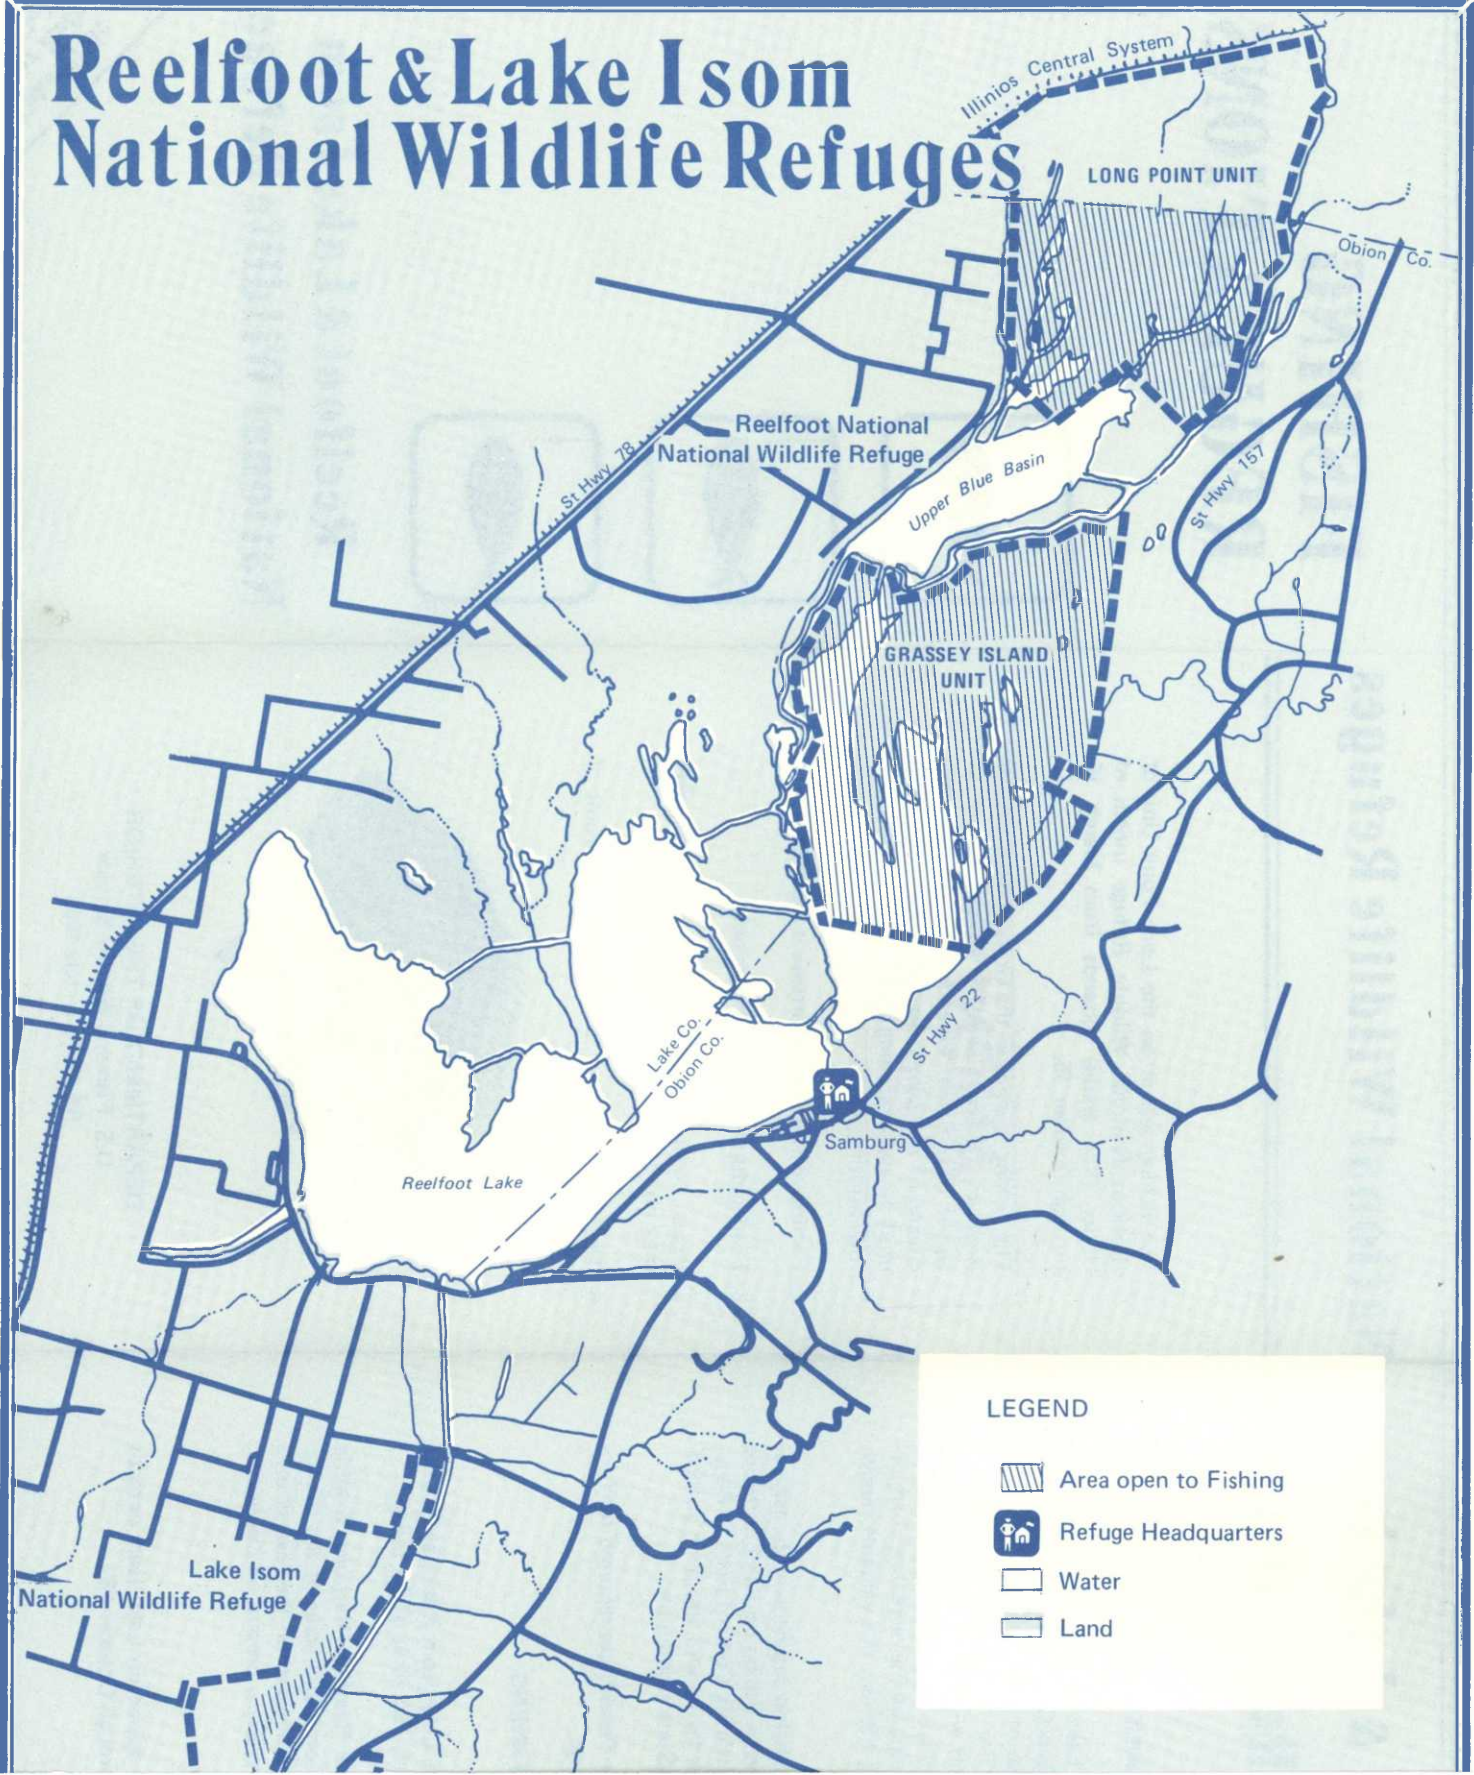 Reelfoot & Lake Isom
National Wildlife Refuges
Illinios Central System
LONG POINT UNIT
Obion Co.
Reelfoot National
National Wildlife Refuge
St Hwy 78
Upper Blue Basin
St Hwy 157
GRASSEY ISLAND
UNIT
Lake Co.
Obion Co.
St Hwy 22
Samburg
Reelfoot Lake
LEGEND
Area open to Fishing
Refuge Headquarters
Water
Land
Lake Isom
National Wildlife Refuge